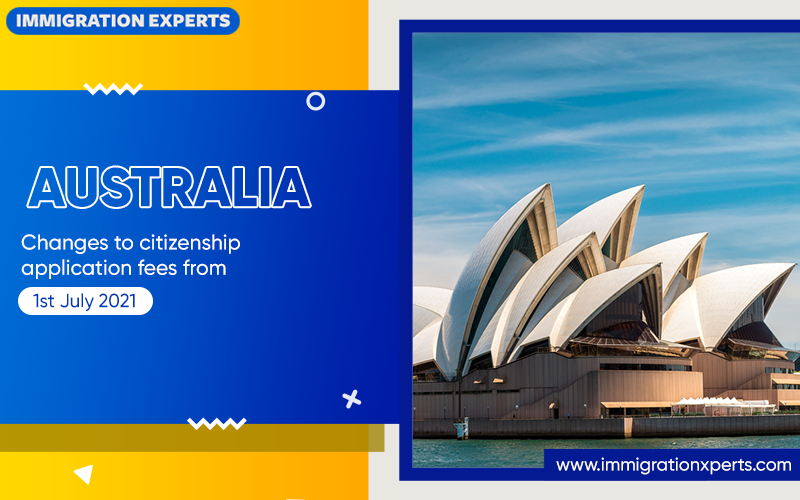 IMMIGRATION EXPERTS
AUSTRALIA
Changes to citizenship
application fees from
1st July 2021
www.immigrationxperts.com